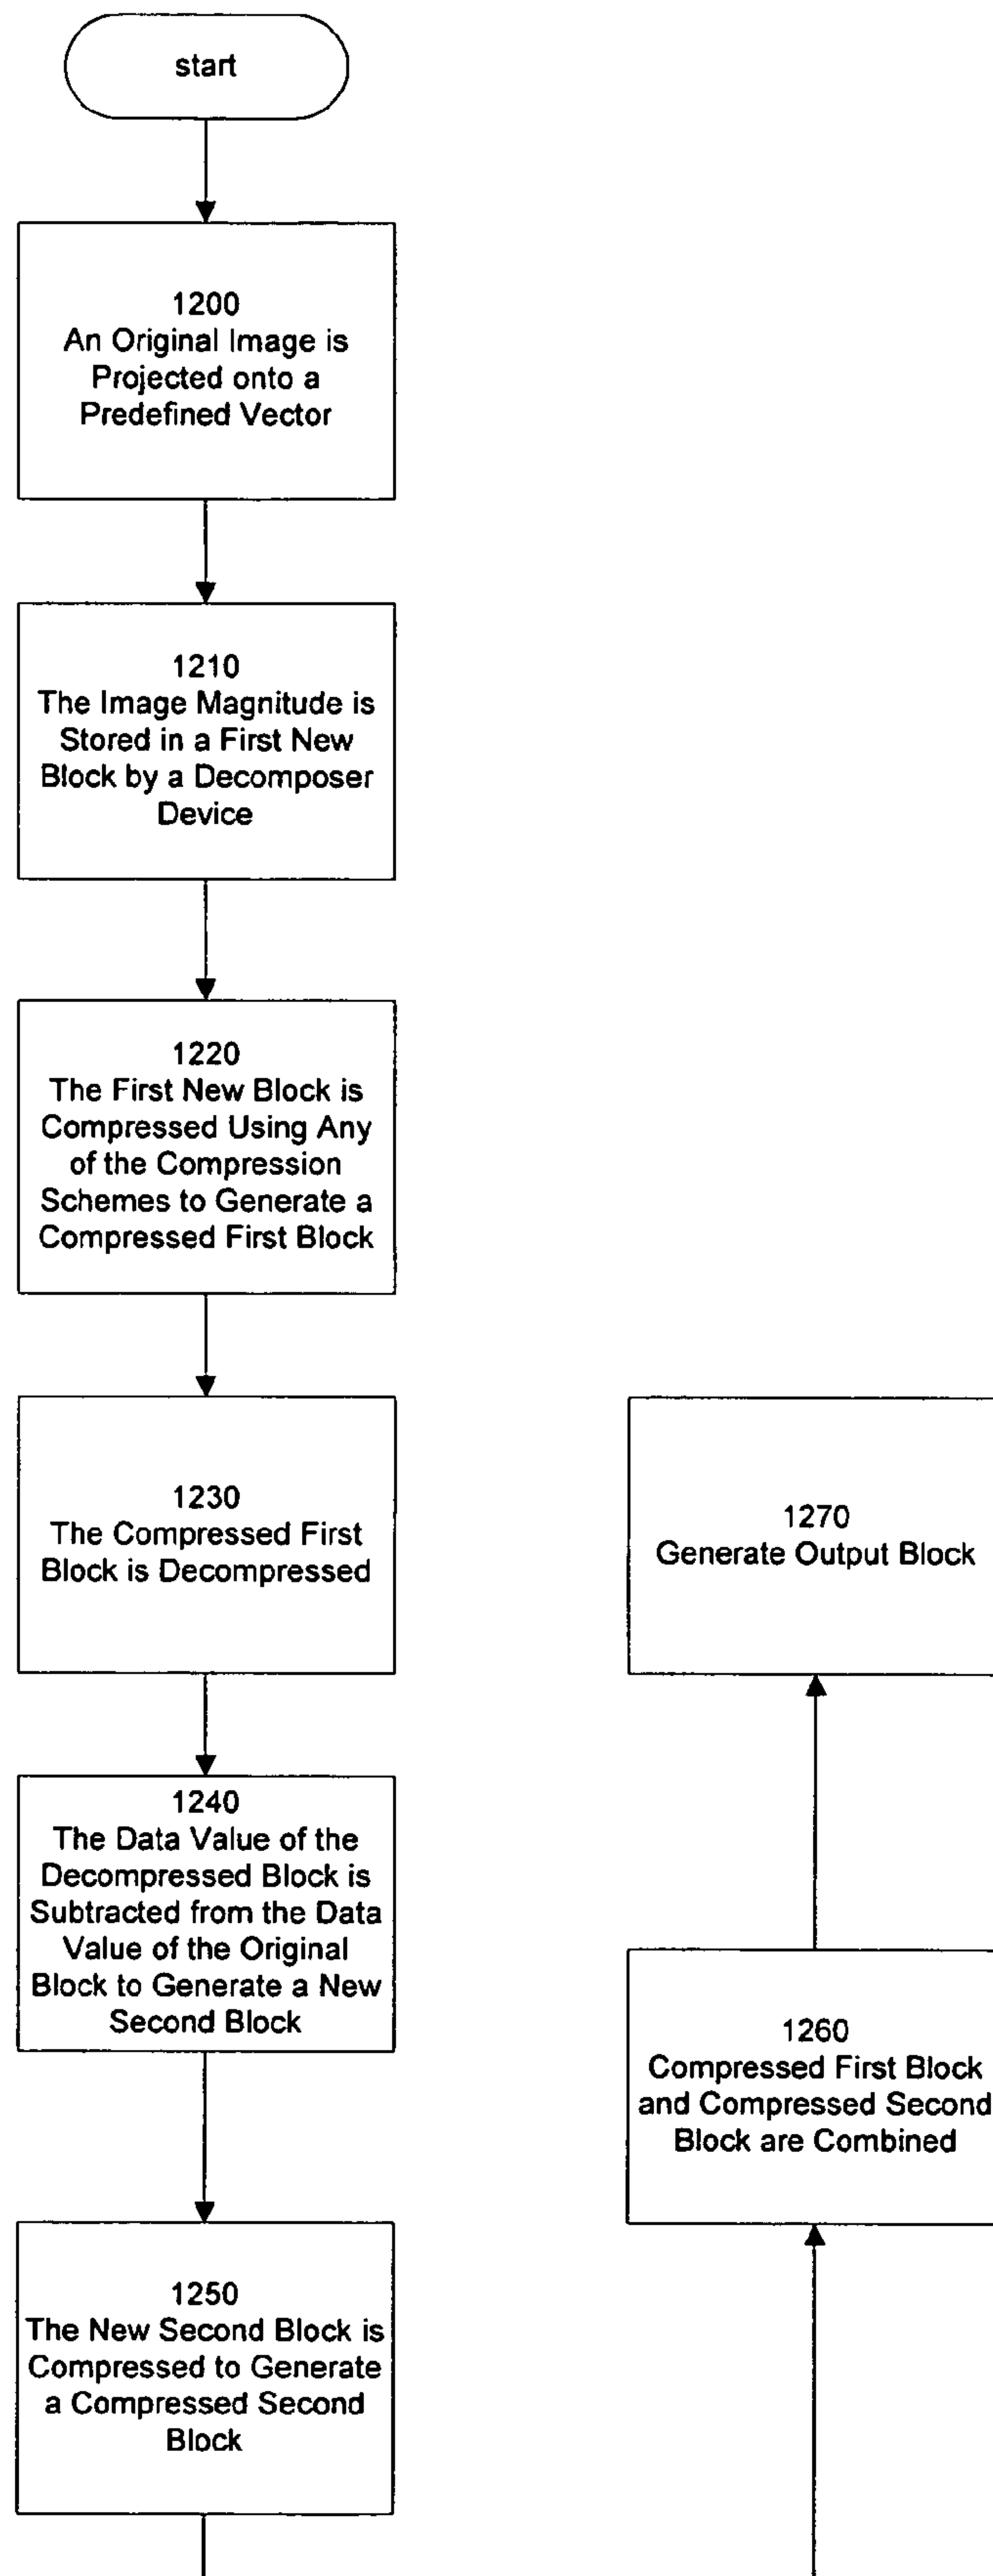 start
1200
An Original Image is
Projected onto a
Predefined Vector
1210
The Image Magnitude is
Stored in a First New
Block by a Decomposer
Device
1220
The First New Block is
Compressed Using Any
of the Compression
Schemes to Generate a
Compressed First Block
1230
The Compressed First
Block is Decompressed
1240
The Data Value of the
Decompressed Block is
Subtracted from the Data
Value of the Original
Block to Generate a New
Second Block
1250
The New Second Block is
Compressed to Generate
a Compressed Second
Block
1260
Compressed First Block
and Compressed Second
Block are Combined
1270
Generate Output Block